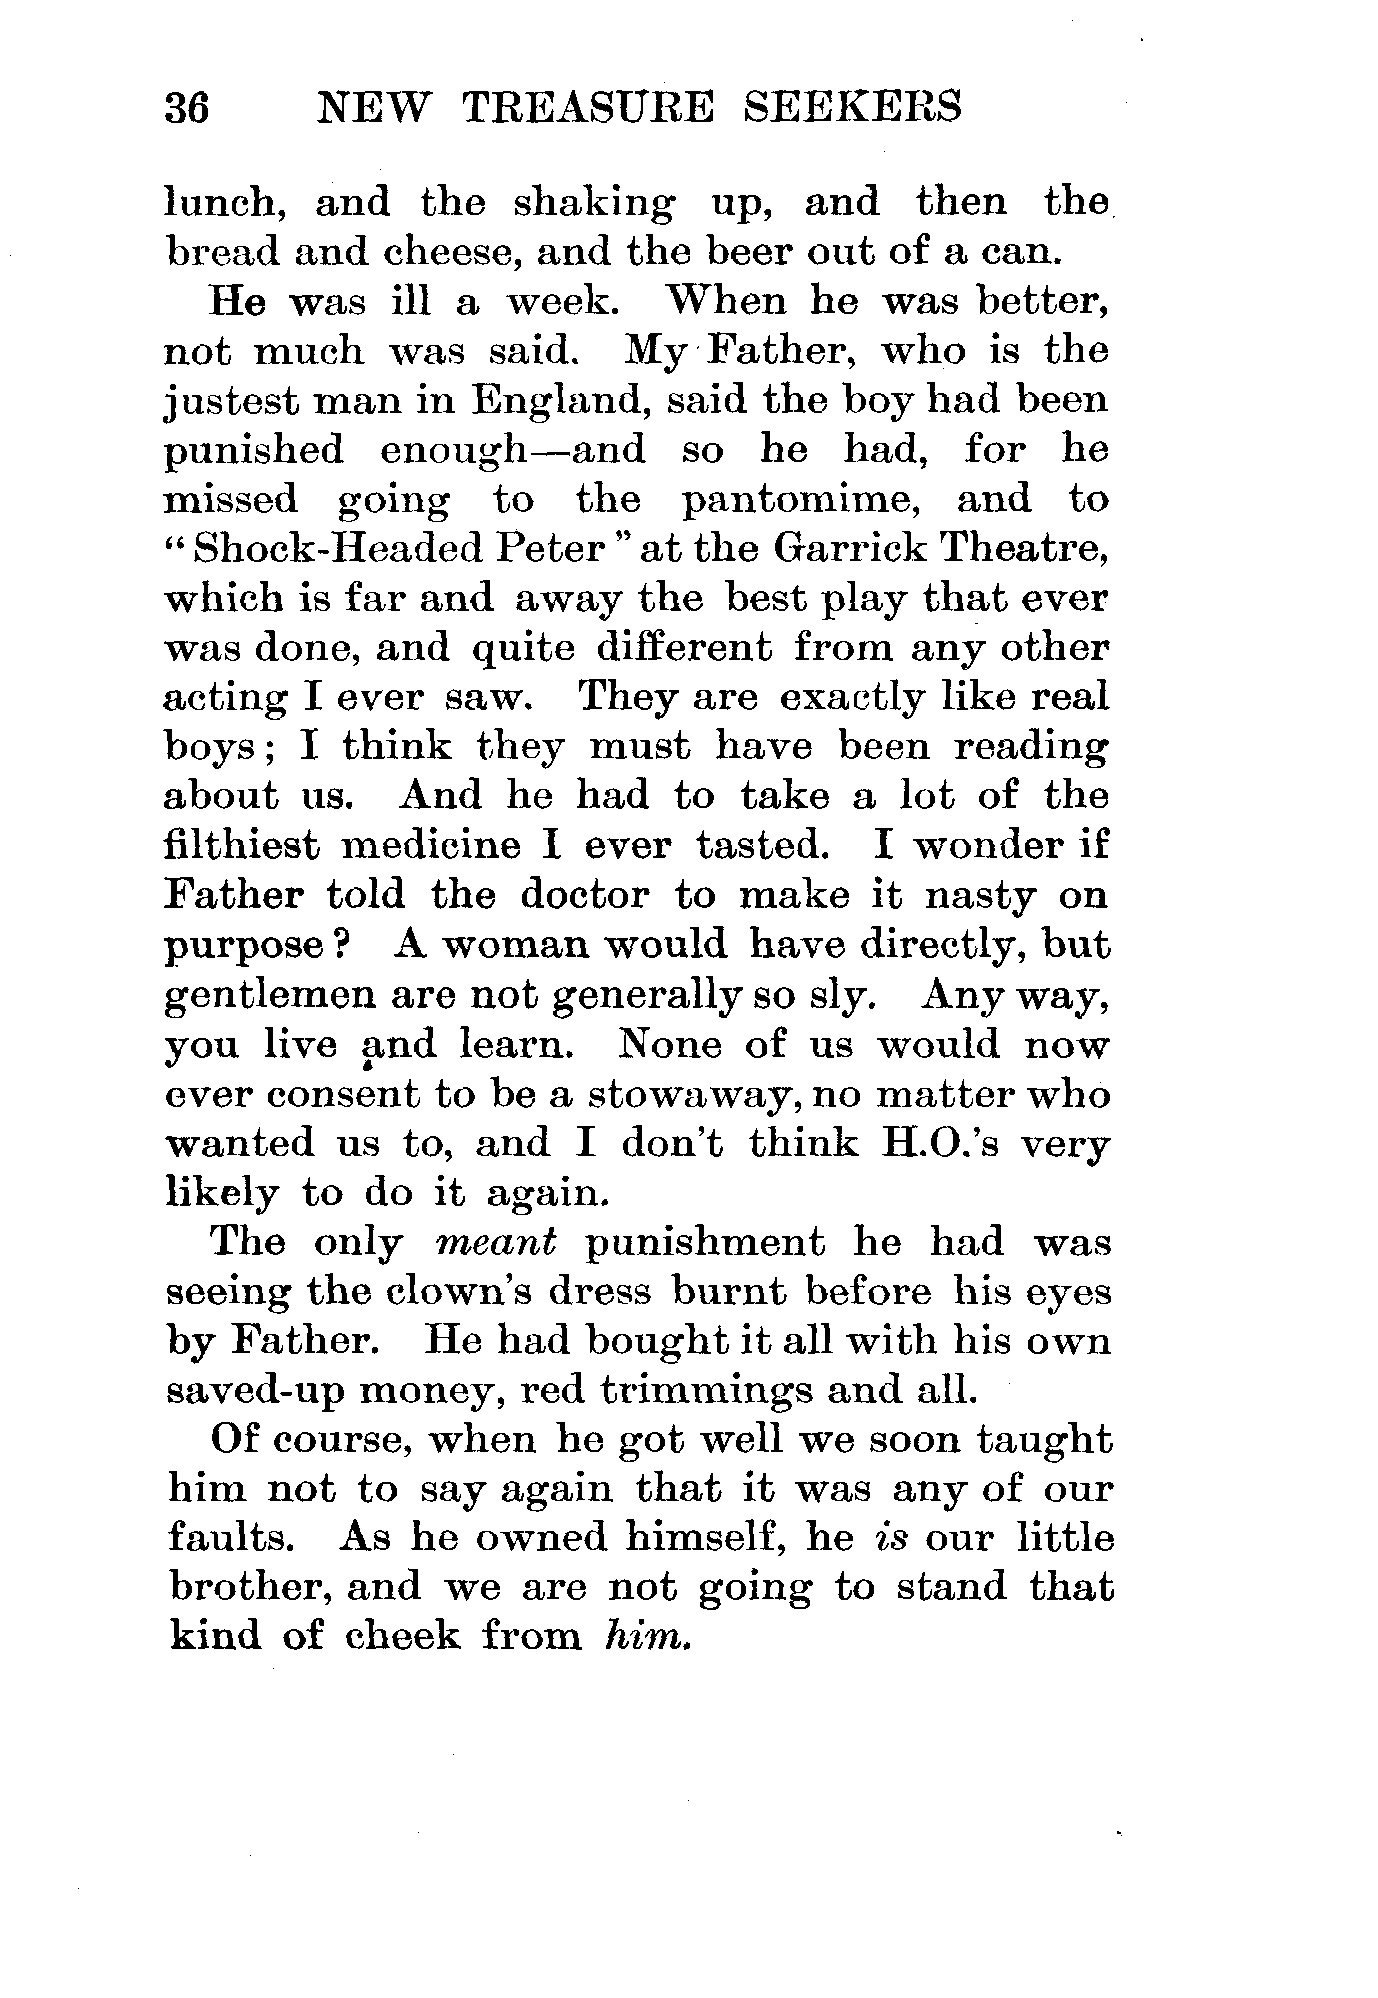 36 NEW TREASURE SEEKERS
lunch, and the shaking up, and then the
bread and cheese, and the beer out of a can.
He was ill a week. When he was better,
not much was said. My Father, who is the
justest man in England, said the boy had been
punished enough—and so he had, for he
missed going to the pantomime, and to
“Shock-Headed Peter” at the Garrick Theatre,
which is far and away the best play that ever
was done, and quite different from any other
acting I ever saw. They are exactly like real
boys; I think they must have been reading
about us. And he had to take a lot of the
filthiest medicine I ever tasted. I wonder if
Father told the doctor to make it nasty on
purpose? A woman would have directly, but
gentlemen are not generally so sly. Any way,
you live and learn. None of us would now
ever consent to be a stowaway, no matter who
wanted us to, and I don't think H.O.'s very
likely to do it again.
The only meant punishment he had was
seeing the clown's dress burnt before his eyes
by Father. He had bought it all with his own
saved-up money, red trimmings and all.
Of course, when he got well we soon taught
him not to say again that it was any of our
faults. As he owned himself, he is our little
brother, and we are not going to stand that
kind of cheek from him.